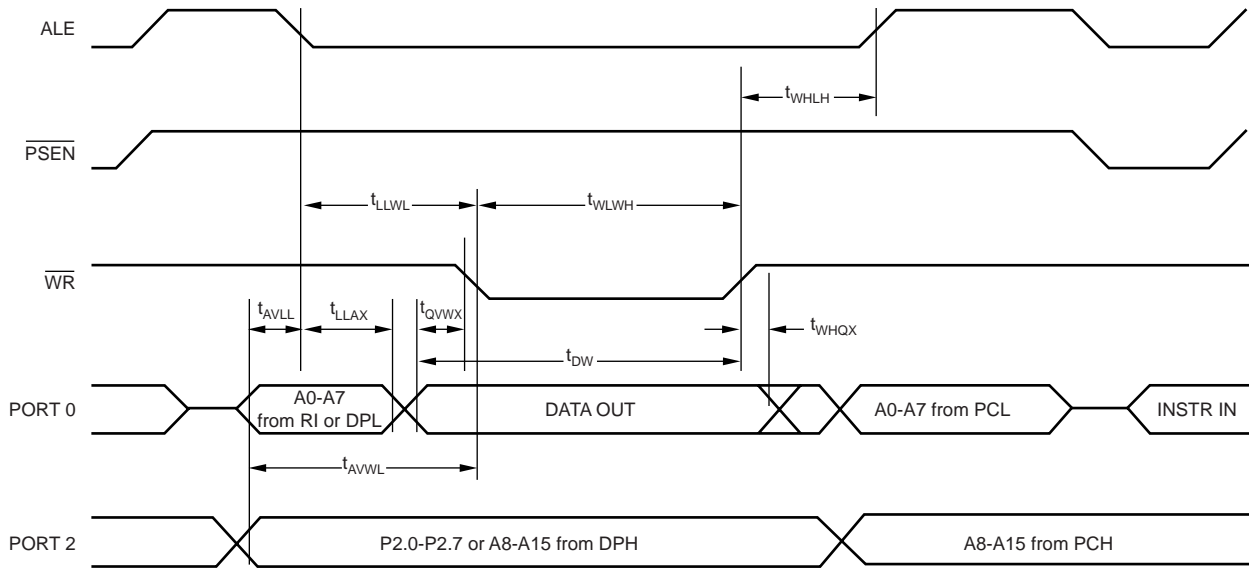 ALE
tWHLH
PSEN
tLLWL
tWLWH
WR
tAVLL
tLLAX
tQVWX
tWHQX
tDW
PORT 0
A0-A7
from RI or DPL
DATA OUT
A0-A7 from PCL
INSTR IN
tAVWL
PORT 2
P2.0-P2.7 or A8-A15 from DPH
A8-A15 from PCH